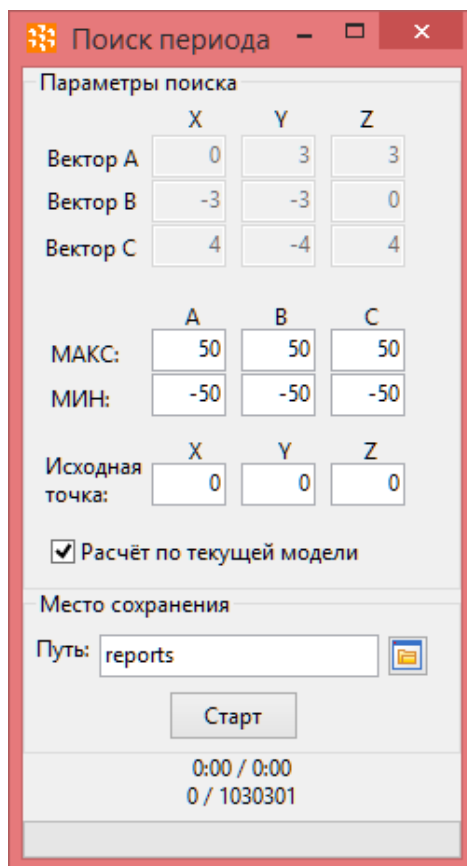 Поиск периода
Параметры поиска
X Y Z
Вектор A 0 3 3
Вектор B -3 -3 0
Вектор C 4 -4 4
A B C
МАКС: 50 50 50
МИН: -50 -50 -50
X Y Z
Исходная точка: 0 0 0
Расчёт по текущей модели
Место сохранения
Путь: reports
Старт
0:00 / 0:00
0 / 1030301